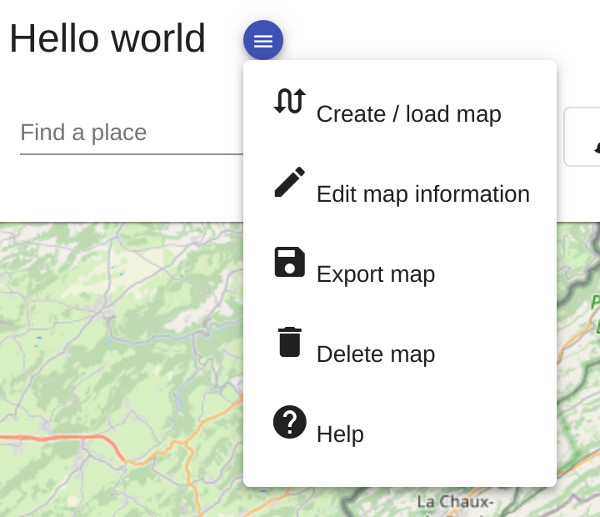 Hello world
Create / load map
Find a place
Edit map information
Export map
Delete map
Help
La Chaux-